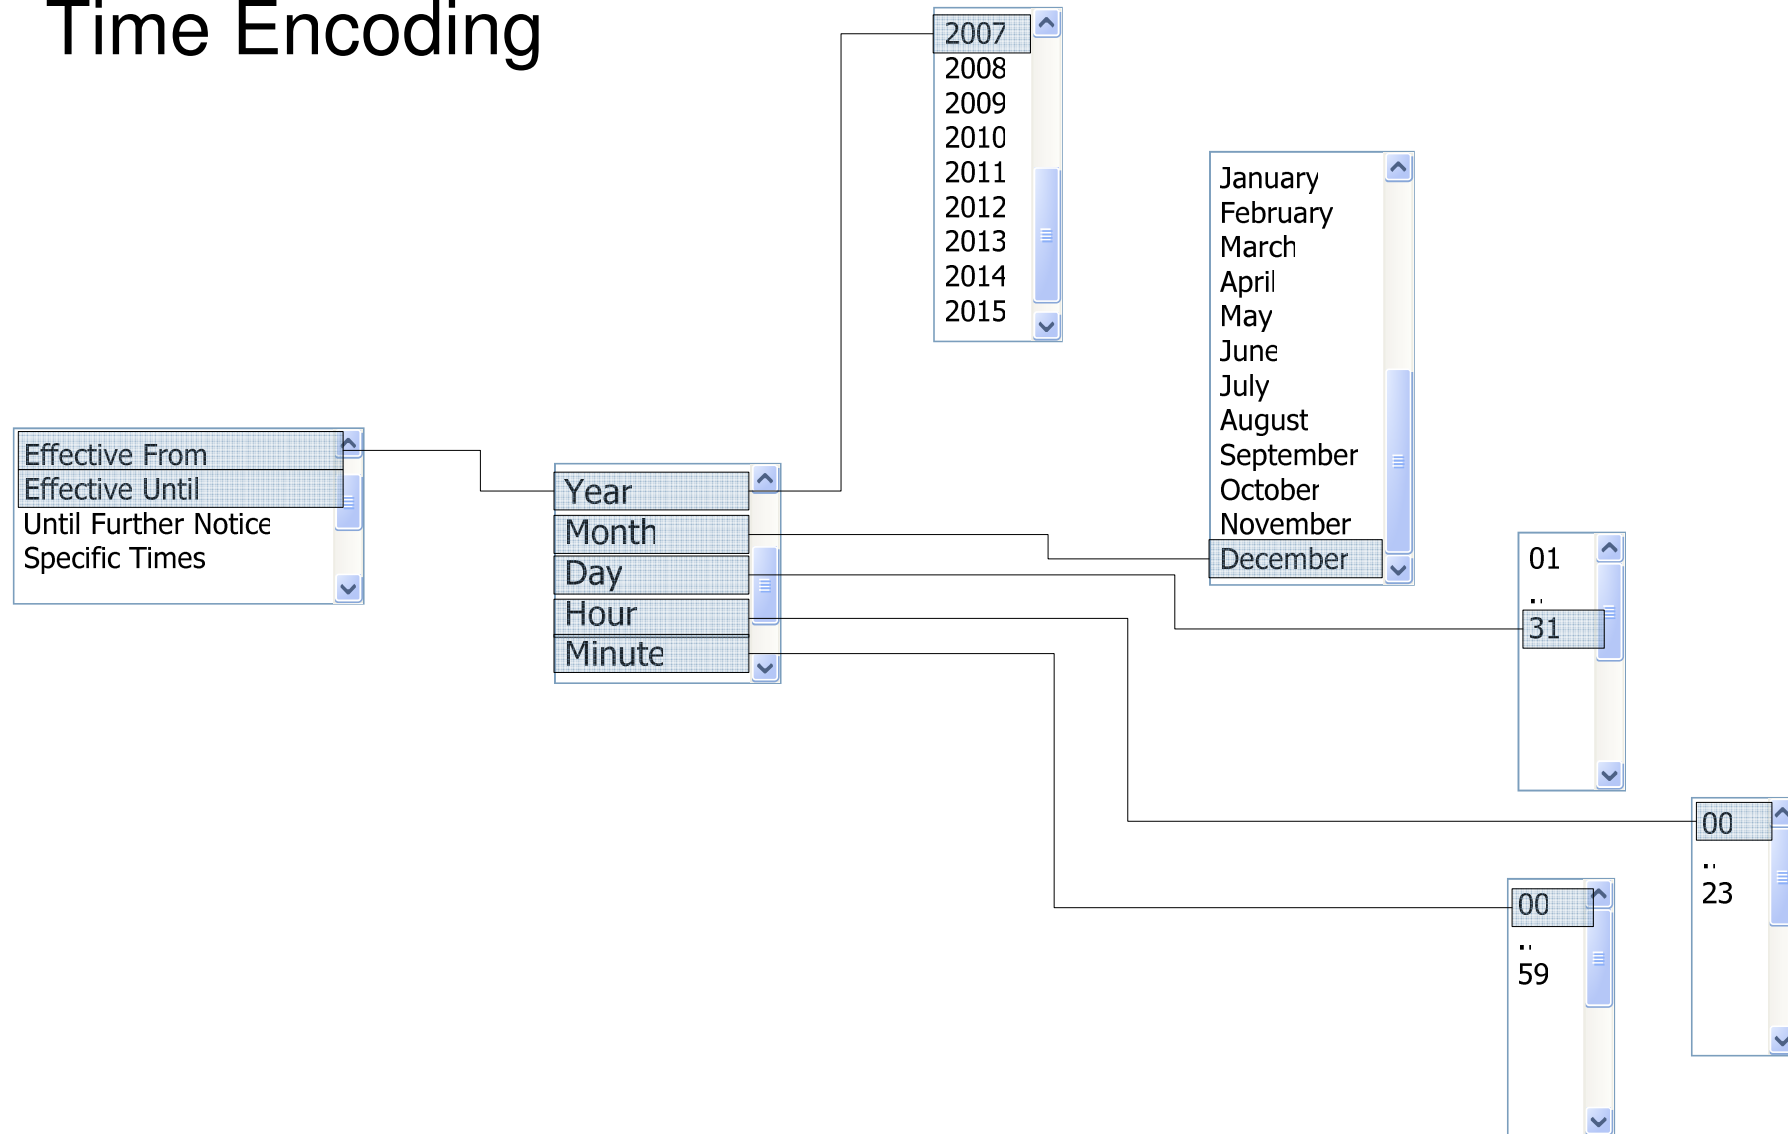 Time Encoding
2007
2008
2009
2010
2011
2012
2013
2014
2015
January
February
March
April
May
June
July
August
September
October
November
December
Effective From
Effective Until
Until Further Notice
Specific Times
Year
Month
Day
Hour
Minute
01
..
31
00
..
23
00
..
59